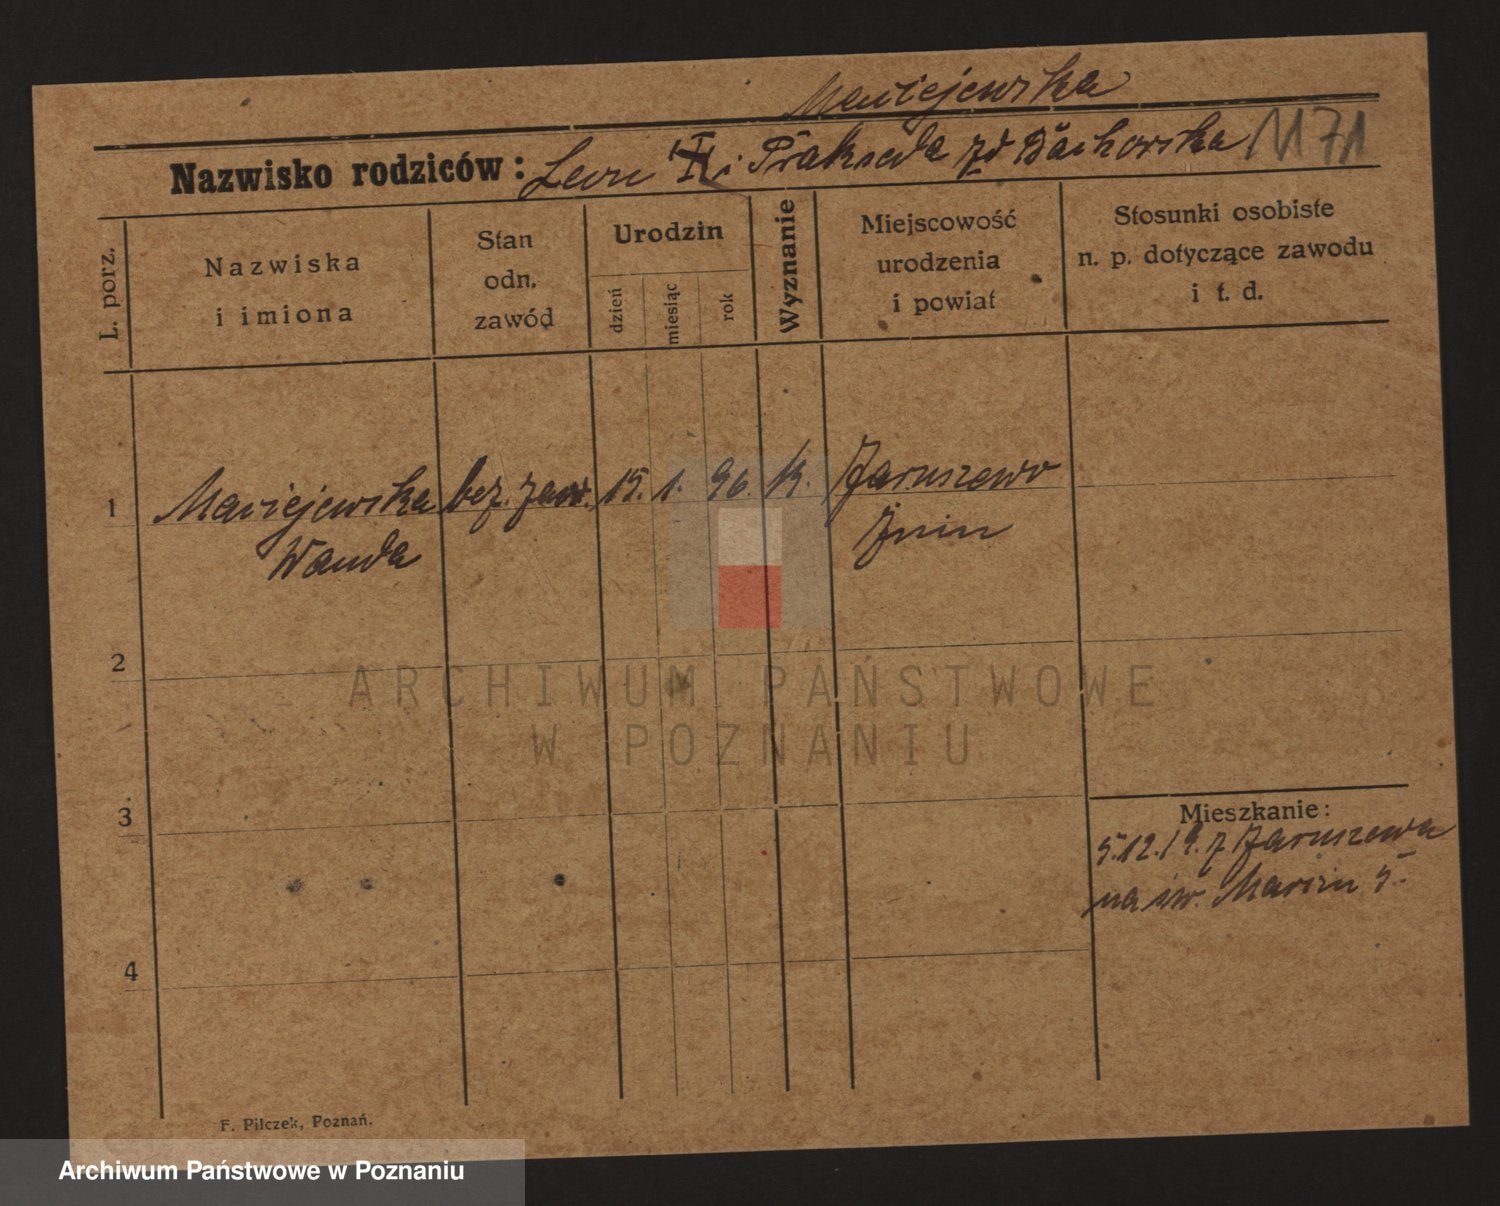 Maciejewska
Nazwisko rodziców: Leon i Prakseda zd Dachowska 1171
L. porz.
Nazwiska
i imiona
Stan
odn.
zawód
Urodzin
dzień
miesiąc
rok
Wyznanie
Miejscowość
urodzenia
i powiat
Stosunki osobiste
n. p. dotyczące zawodu
i t. d.
1 Maciejewska bez. zaw. 15. 1. 96. K. Jaruszewo
Wanda Żnin
2
ARCHIWUM PAŃSTWOWE
W POZNANIU
3
Mieszkanie:
5.12.19. z Jaruszewa
na św. Marcin 5.
4
F. Pilczek, Poznań.
Archiwum Państwowe w Poznaniu